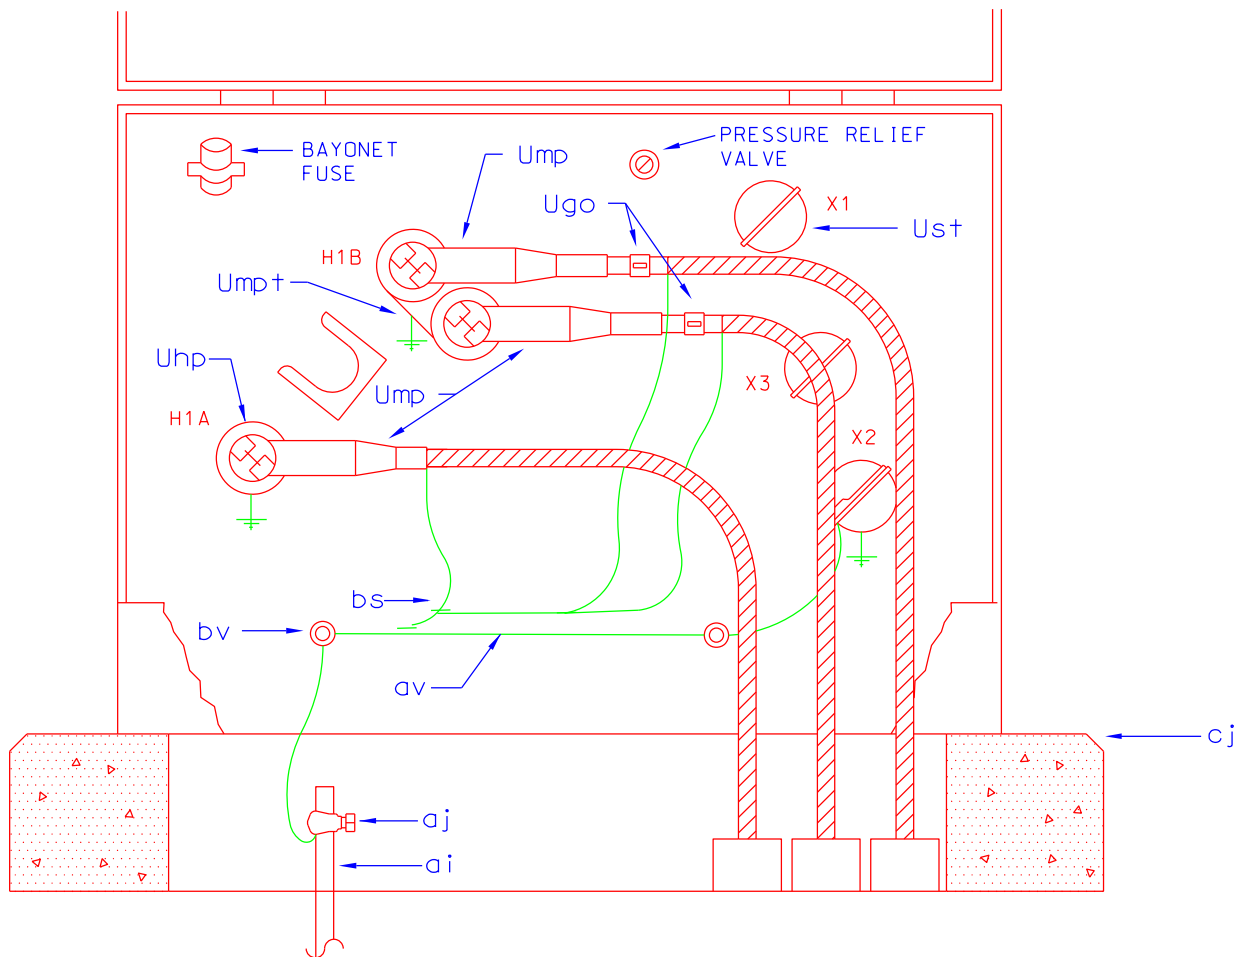 PRESSURE RELIEF
VALVE
BAYONET
FUSE
Ump
Ugo
X1
Ust
H1B
Umpt
Uhp
X3
Ump
H1A
X2
bs
bv
av
cj
aj
ai